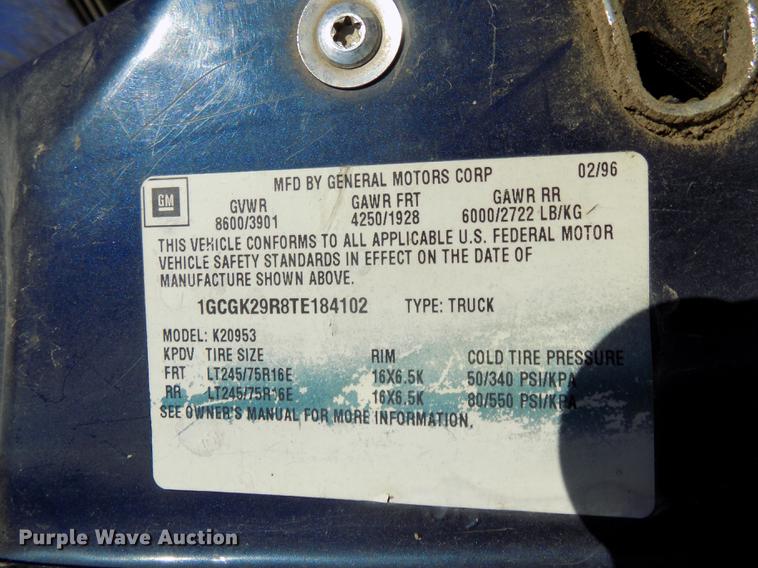 MFD BY GENERAL MOTORS CORP 02/96
GM
GVWR GAWR FRT GAWR RR
8600/3901 4250/1928 6000/2722 LB/KG
THIS VEHICLE CONFORMS TO ALL APPLICABLE U.S. FEDERAL MOTOR
VEHICLE SAFETY STANDARDS IN EFFECT ON THE DATE OF
MANUFACTURE SHOWN ABOVE.
1GCGK29R8TE184102 TYPE: TRUCK
MODEL: K20953
KPDV TIRE SIZE RIM COLD TIRE PRESSURE
FRT LT245/75R16E 16X6.5K 50/340 PSI/KPA
RR LT245/75R16E 16X6.5K 80/550 PSI/KPA
SEE OWNER'S MANUAL FOR MORE INFORMATION.
Purple Wave Auction